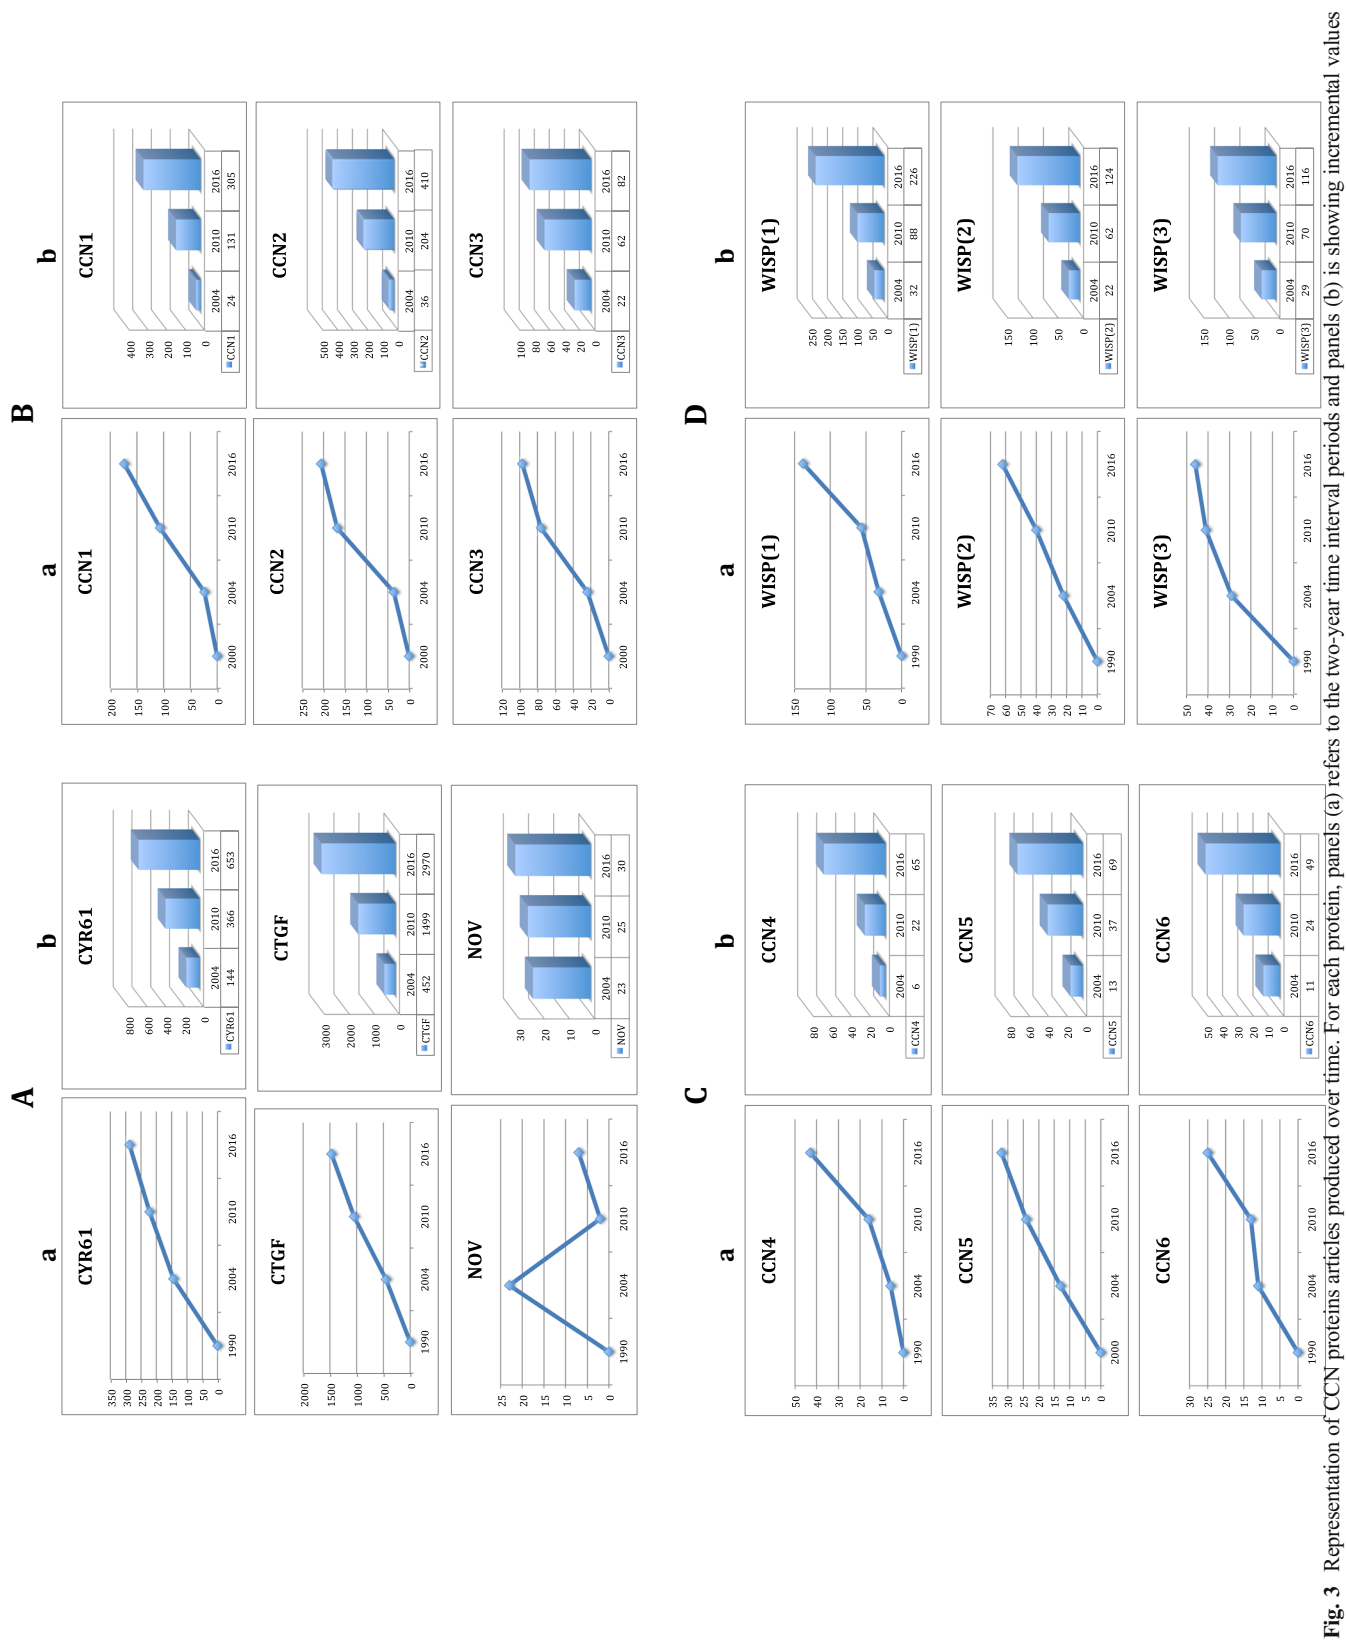 A
a
b
CYR61
350
300
250
200
150
100
50
0
1990 2004 2010 2016
CYR61
800
600
400
200
0
2004 2010 2016
CYR61 144 366 653
CTGF
2000
1500
1000
500
0
1990 2004 2010 2016
CTGF
3000
2000
1000
0
2004 2010 2016
CTGF 452 1499 2970
NOV
25
20
15
10
5
0
1990 2004 2010 2016
NOV
30
20
10
0
2004 2010 2016
NOV 23 25 30
B
a
b
CCN1
200
150
100
50
0
2000 2004 2010 2016
CCN1
400
300
200
100
0
2004 2010 2016
CCN1 24 131 305
CCN2
250
200
150
100
50
0
2000 2004 2010 2016
CCN2
500
400
300
200
100
0
2004 2010 2016
CCN2 36 204 410
CCN3
120
100
80
60
40
20
0
2000 2004 2010 2016
CCN3
100
80
60
40
20
0
2004 2010 2016
CCN3 22 62 82
C
a
b
CCN4
50
40
30
20
10
0
1990 2004 2010 2016
CCN4
80
60
40
20
0
2004 2010 2016
CCN4 6 22 65
CCN5
35
30
25
20
15
10
5
0
2000 2004 2010 2016
CCN5
80
60
40
20
0
2004 2010 2016
CCN5 13 37 69
CCN6
30
25
20
15
10
5
0
1990 2004 2010 2016
CCN6
50
40
30
20
10
0
2004 2010 2016
CCN6 11 24 49
D
a
b
WISP(1)
150
100
50
0
1990 2004 2010 2016
WISP(1)
250
200
150
100
50
0
2004 2010 2016
WISP(1) 32 88 226
WISP(2)
70
60
50
40
30
20
10
0
1990 2004 2010 2016
WISP(2)
150
100
50
0
2004 2010 2016
WISP(2) 22 62 124
WISP(3)
50
40
30
20
10
0
1990 2004 2010 2016
WISP(3)
150
100
50
0
2004 2010 2016
WISP(3) 29 70 116
Fig. 3 Representation of CCN proteins articles produced over time. For each protein, panels (a) refers to the two-year time interval periods and panels (b) is showing incremental values